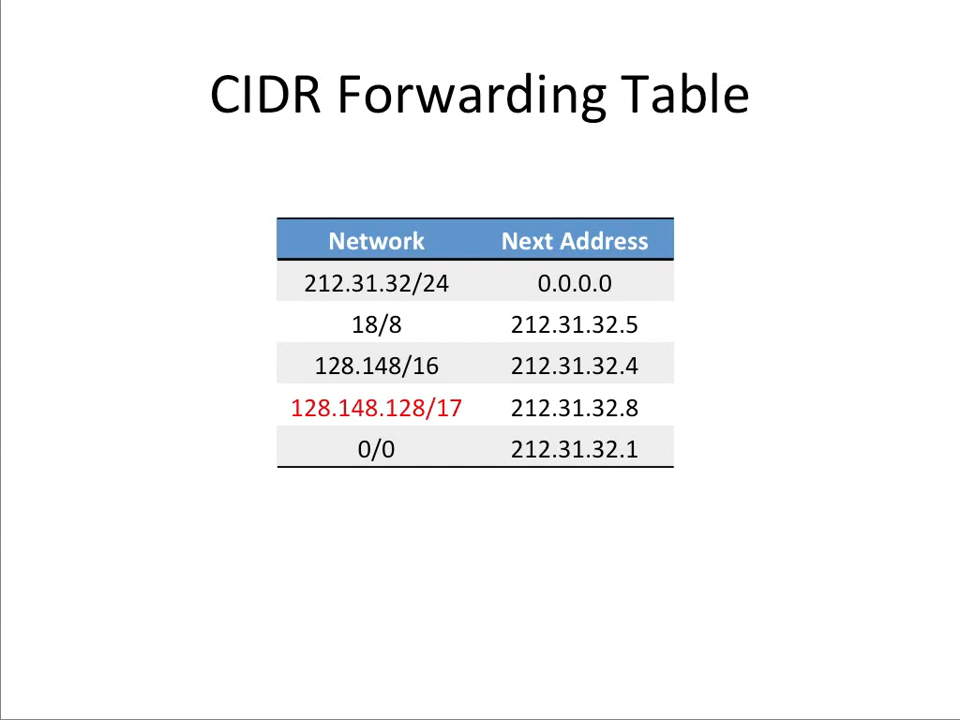 CIDR Forwarding Table
Network Next Address
212.31.32/24 0.0.0.0
18/8 212.31.32.5
128.148/16 212.31.32.4
128.148.128/17 212.31.32.8
0/0 212.31.32.1